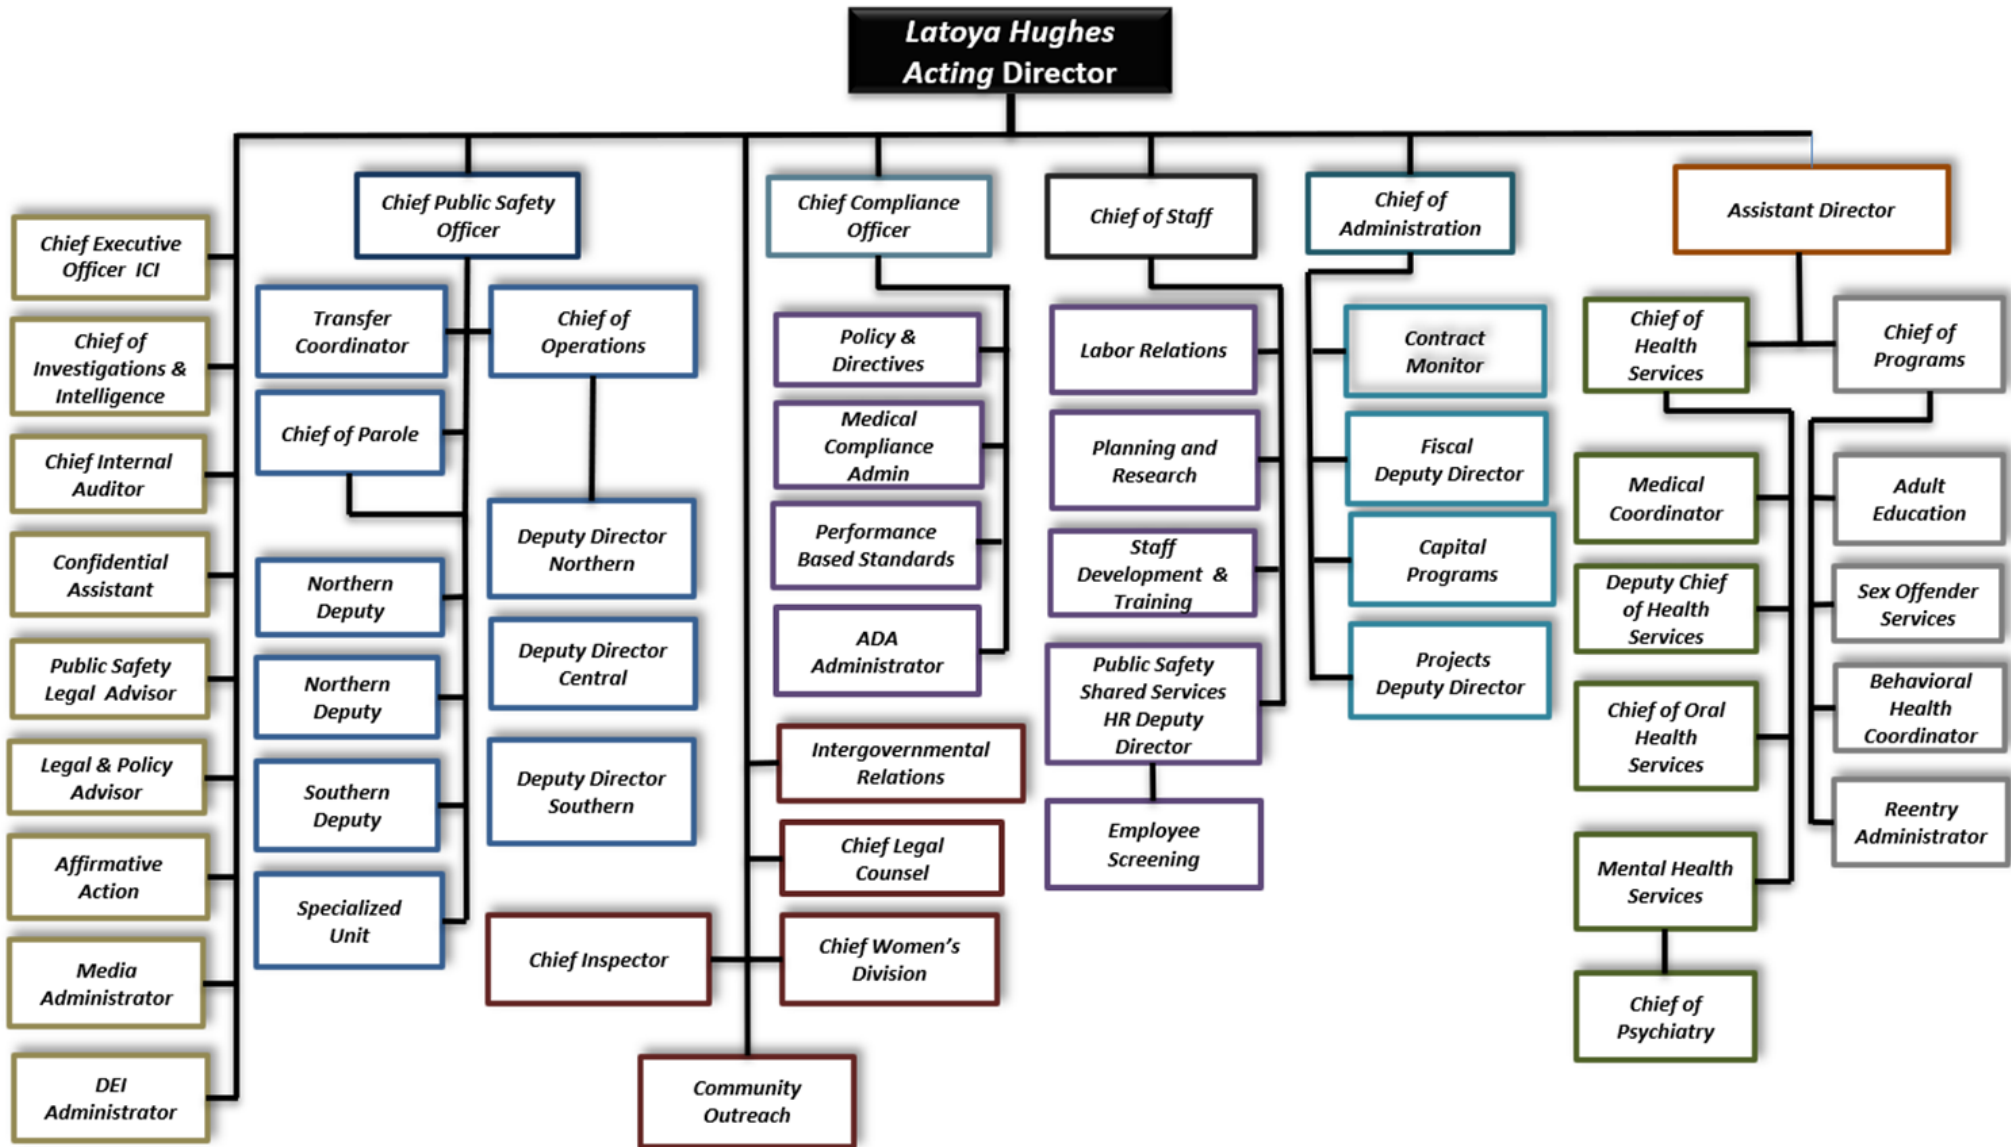 Latoya Hughes
Acting Director
Chief Executive
Officer ICI
Chief of
Investigations &
Intelligence
Chief Internal
Auditor
Confidential
Assistant
Public Safety
Legal Advisor
Legal & Policy
Advisor
Affirmative
Action
Media
Administrator
DEI
Administrator
Chief Public Safety
Officer
Transfer
Coordinator
Chief of
Operations
Chief of Parole
Northern
Deputy
Northern
Deputy
Southern
Deputy
Specialized
Unit
Deputy Director
Northern
Deputy Director
Central
Deputy Director
Southern
Chief Inspector
Chief Compliance
Officer
Policy &
Directives
Medical
Compliance
Admin
Performance
Based Standards
ADA
Administrator
Intergovernmental
Relations
Chief Legal
Counsel
Chief Women's
Division
Community
Outreach
Chief of Staff
Labor Relations
Planning and
Research
Staff
Development &
Training
Public Safety
Shared Services
HR Deputy
Director
Employee
Screening
Chief of
Administration
Contract
Monitor
Fiscal
Deputy Director
Capital
Programs
Projects
Deputy Director
Assistant Director
Chief of
Health
Services
Medical
Coordinator
Deputy Chief
of Health
Services
Chief of Oral
Health
Services
Mental Health
Services
Chief of
Psychiatry
Chief of
Programs
Adult
Education
Sex Offender
Services
Behavioral
Health
Coordinator
Reentry
Administrator